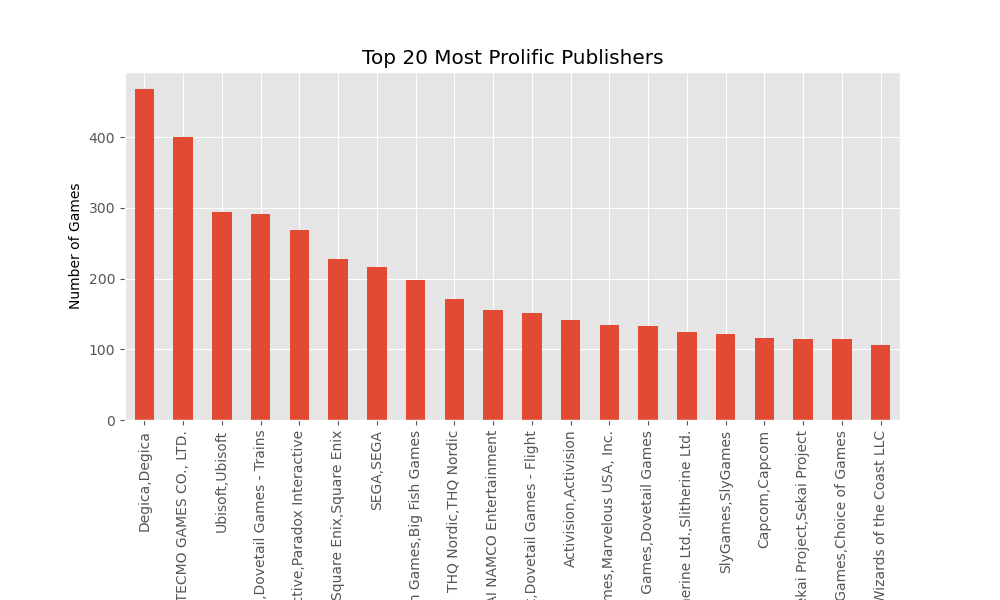 Top 20 Most Prolific Publishers
Number of Games
400
300
200
100
0
Degica,Degica
TECMO GAMES CO., LTD.
Ubisoft,Ubisoft
,Dovetail Games - Trains
ctive,Paradox Interactive
Square Enix,Square Enix
SEGA,SEGA
Games,Big Fish Games
THQ Nordic,THQ Nordic
NAMCO Entertainment
,Dovetail Games - Flight
Activision,Activision
mes,Marvelous USA, Inc.
Games,Dovetail Games
herine Ltd.,Slitherine Ltd.
SlyGames,SlyGames
Capcom,Capcom
ekai Project,Sekai Project
Games,Choice of Games
Wizards of the Coast LLC